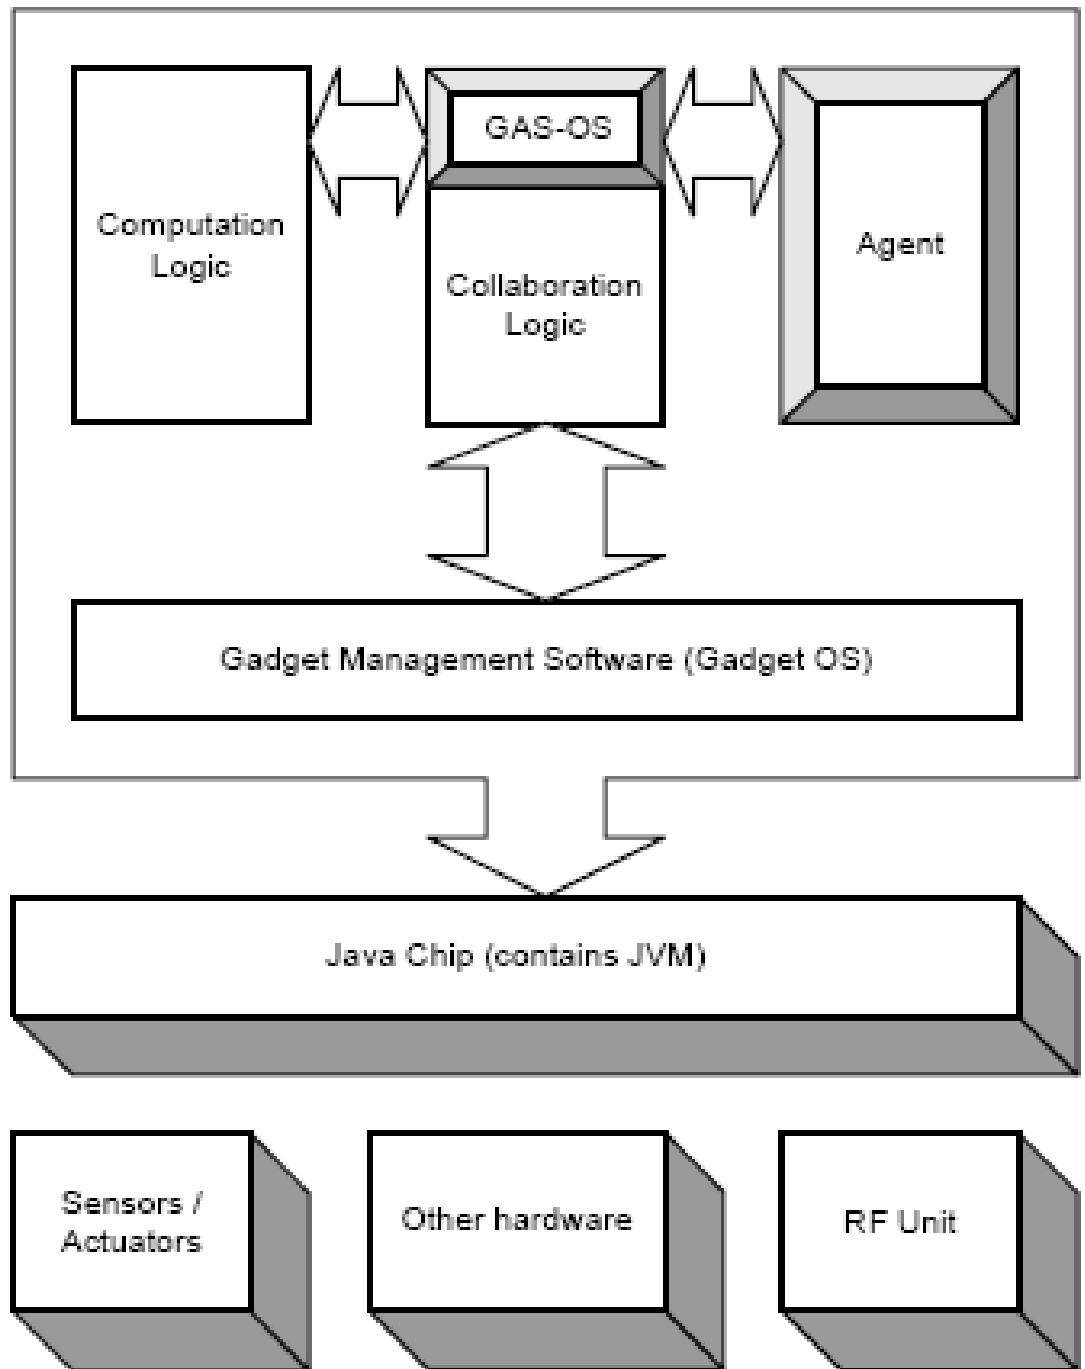 GAS-OS
Computation
Logic
Collaboration
Logic
Agent
Gadget Management Software (Gadget OS)
Java Chip (contains JVM)
Sensors /
Actuators
Other hardware
RF Unit